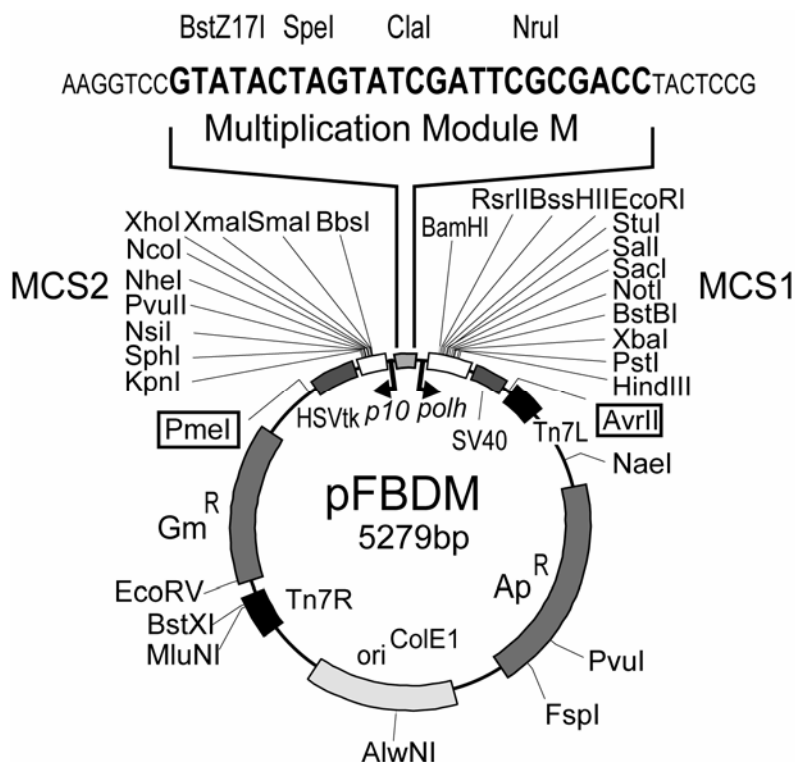 BstZ17I SpeI ClaI NruI
AAGGTCCGTATACTAGTATCGATTCGCGACCTACTCCG
Multiplication Module M
RsrIIBssHIIEcoRI
XhoI XmaISmaI BbsI
BamHI
StuI
NcoI
SalI
MCS2
NheI
SacI
MCS1
PvuII
NotI
NsiI
BstBI
SphI
XbaI
KpnI
PstI
HindIII
PmeI
HSVtk p10 polh
SV40
Tn7L
AvrII
NaeI
pFBDM
5279bp
Gm R
Ap R
EcoRV
Tn7R
BstXI
MluNI
ori ColE1
PvuI
FspI
AlwNI